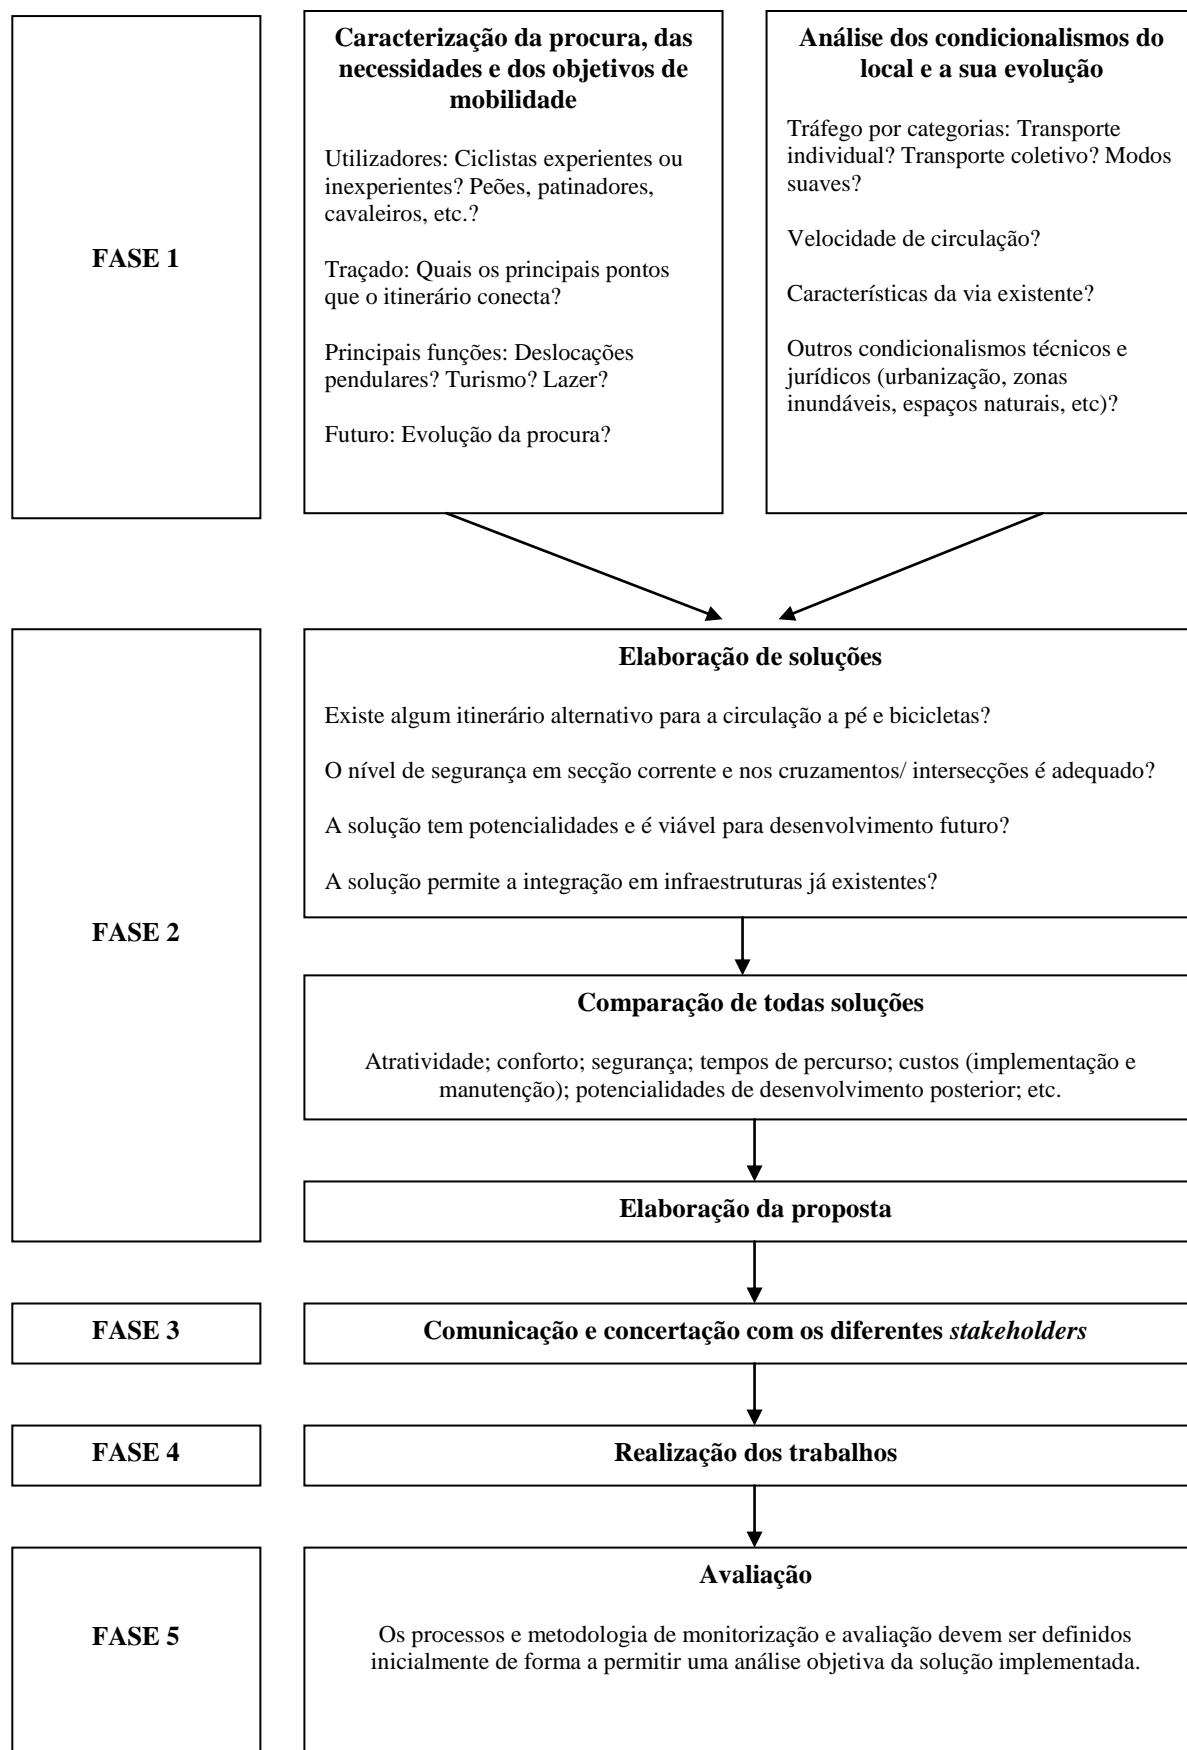 FASE 1
Caracterização da procura, das
necessidades e dos objetivos de
mobilidade
Utilizadores: Ciclistas experientes ou
inexperientes? Peões, patinadores,
cavaleiros, etc.?
Traçado: Quais os principais pontos
que o itinerário conecta?
Principais funções: Deslocações
pendulares? Turismo? Lazer?
Futuro: Evolução da procura?
Análise dos condicionalismos do
local e a sua evolução
Tráfego por categorias: Transporte
individual? Transporte coletivo? Modos
suaves?
Velocidade de circulação?
Características da via existente?
Outros condicionalismos técnicos e
jurídicos (urbanização, zonas
inundáveis, espaços naturais, etc)?
FASE 2
Elaboração de soluções
Existe algum itinerário alternativo para a circulação a pé e bicicletas?
O nível de segurança em secção corrente e nos cruzamentos/ intersecções é adequado?
A solução tem potencialidades e é viável para desenvolvimento futuro?
A solução permite a integração em infraestruturas já existentes?
Comparação de todas soluções
Atratividade; conforto; segurança; tempos de percurso; custos (implementação e
manutenção); potencialidades de desenvolvimento posterior; etc.
Elaboração da proposta
FASE 3
Comunicação e concertação com os diferentes stakeholders
FASE 4
Realização dos trabalhos
FASE 5
Avaliação
Os processos e metodologia de monitorização e avaliação devem ser definidos
inicialmente de forma a permitir uma análise objetiva da solução implementada.